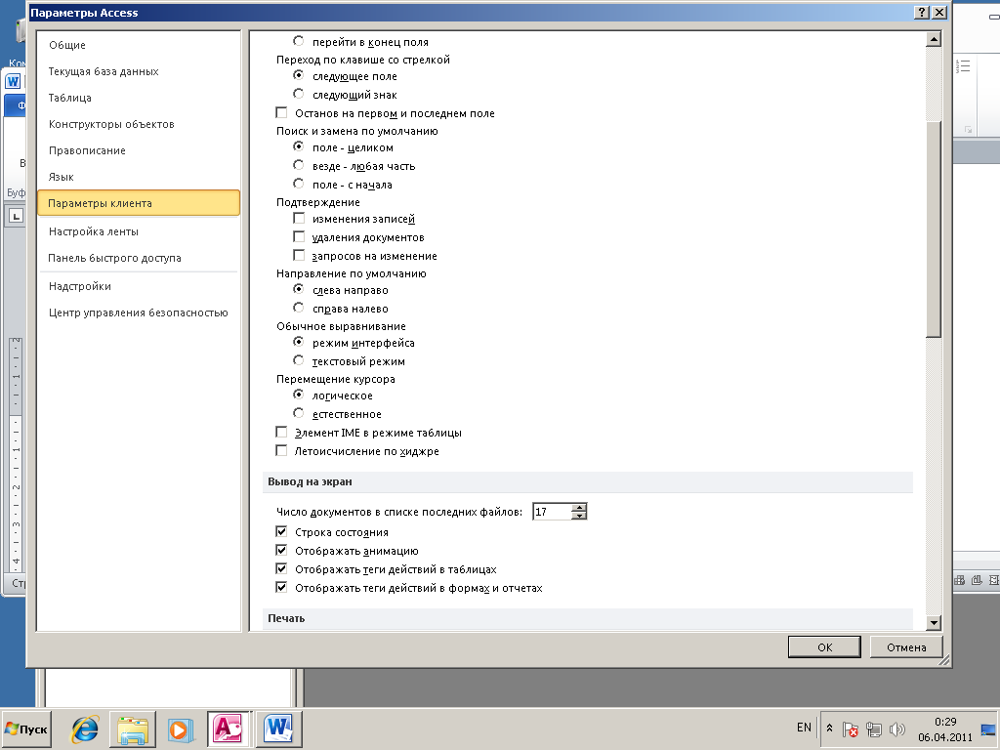 Параметры Access
Общие
Текущая база данных
Таблица
Конструкторы объектов
Правописание
Язык
Параметры клиента
Настройка ленты
Панель быстрого доступа
Надстройки
Центр управления безопасностью
перейти в конец поля
Переход по клавише со стрелкой
следующее поле
следующий знак
Останов на первом и последнем поле
Поиск и замена по умолчанию
поле - целиком
везде - любая часть
поле - с начала
Подтверждение
изменения записей
удаления документов
запросов на изменение
Направление по умолчанию
слева направо
справа налево
Обычное выравнивание
режим интерфейса
текстовый режим
Перемещение курсора
логическое
естественное
Элемент IME в режиме таблицы
Летоисчисление по хиджре
Вывод на экран
Число документов в списке последних файлов: 17
Строка состояния
Отображать анимацию
Отображать теги действий в таблицах
Отображать теги действий в формах и отчетах
Печать
OK
Отмена
Пуск
EN
0:29
06.04.2011